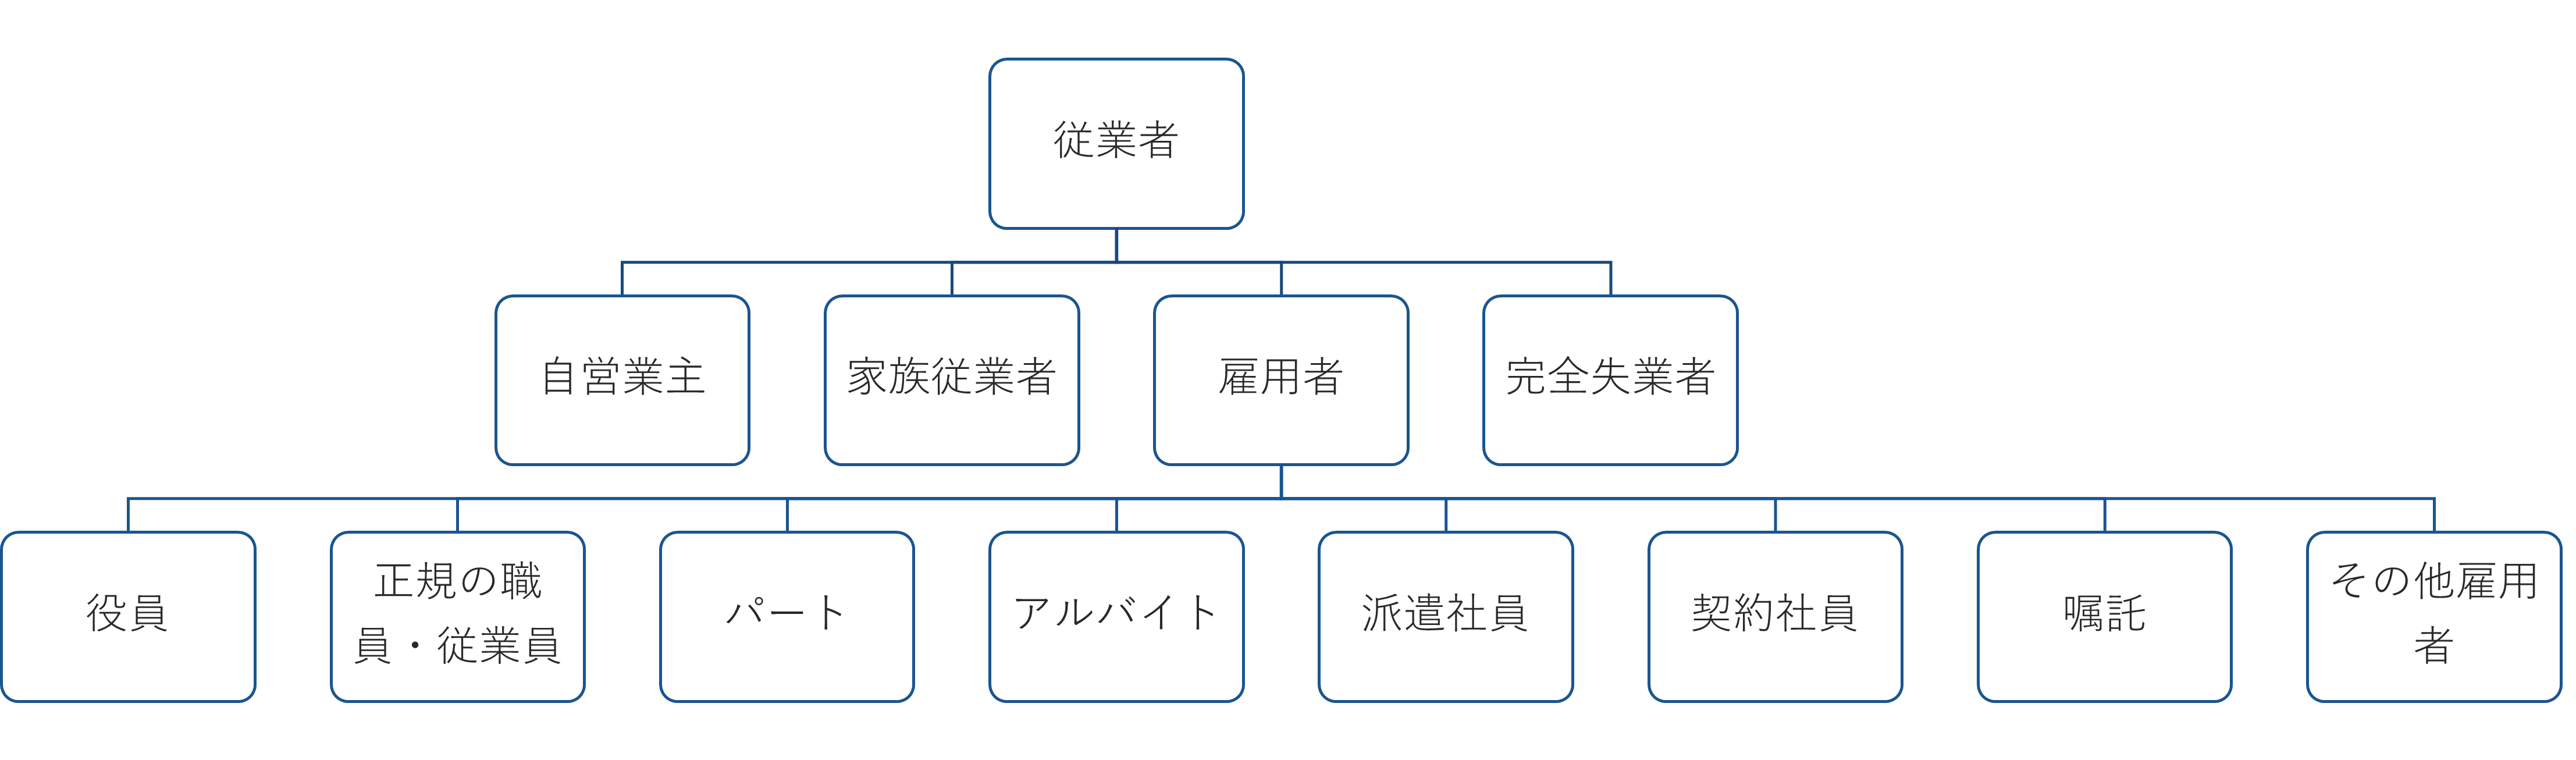 従業者
自営業主
家族従業者
雇用者
完全失業者
役員
正規の職
員・従業員
パート
アルバイト
派遣社員
契約社員
嘱託
その他雇用
者